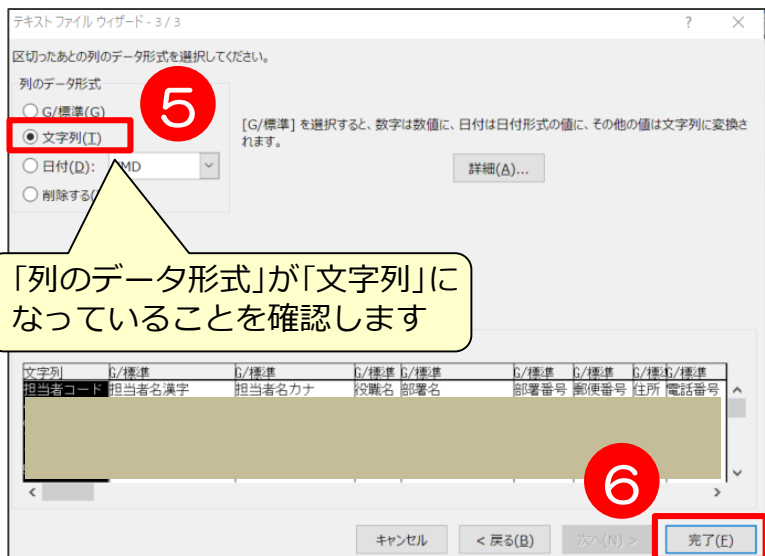 テキスト ファイル ウィザード - 3 / 3 ? ×
区切ったあとの列のデータ形式を選択してください。
列のデータ形式
G/標準(G)
文字列(T)
日付(D): YMD
削除する(
5
[G/標準] を選択すると、数字は数値に、日付は日付形式の値に、その他の値は文字列に変換さ
れます。
詳細(A)...
「列のデータ形式」が「文字列」に
なっていることを確認します
文字列 G/標準 G/標準 G/標準 G/標準 G/標準 G/標準 G/標準 G/標準
担当者コード 担当者名漢字 担当者名カナ 役職名 部署名 部署番号 郵便番号 住所 電話番号
6
キャンセル < 戻る(B) 次へ(N) > 完了(F)